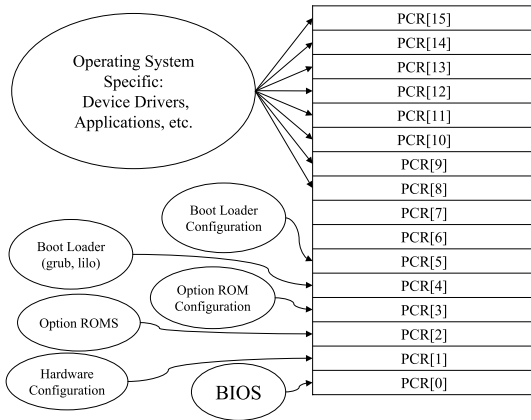 Operating System
Specific:
Device Drivers,
Applications, etc.
Boot Loader
Configuration
Boot Loader
(grub, lilo)
Option ROM
Configuration
Option ROMS
Hardware
Configuration
BIOS
PCR[15]
PCR[14]
PCR[13]
PCR[12]
PCR[11]
PCR[10]
PCR[9]
PCR[8]
PCR[7]
PCR[6]
PCR[5]
PCR[4]
PCR[3]
PCR[2]
PCR[1]
PCR[0]